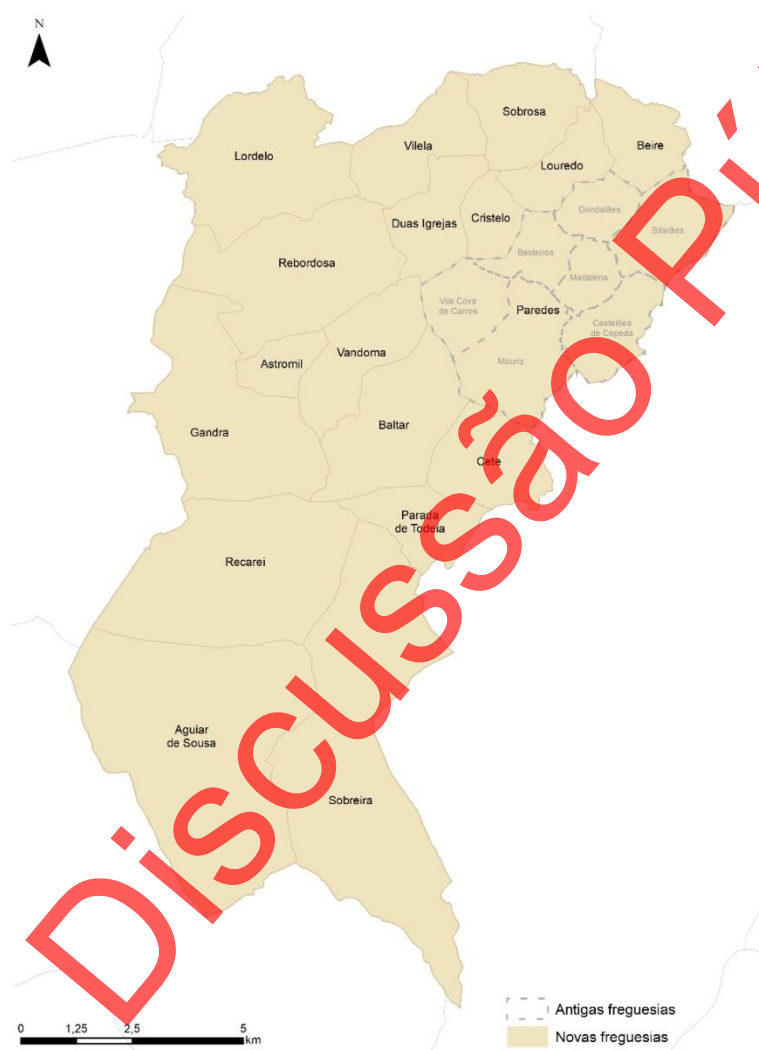 N
Sobrosa
Vilela
Beire
Lordelo
Louredo
Gondalães
Duas Igrejas
Cristelo
Bitarães
Besteiros
Rebordosa
Madalena
Vila Cova
de Carros
Paredes
Castelões
de Cepeda
Vandoma
Astromil
Mouriz
Baltar
Gandra
Cete
Parada
de Todeia
Recarei
Aguiar
de Sousa
Sobreira
Discussão
Antigas freguesias
Novas freguesias
0 1,25 2,5 5
km